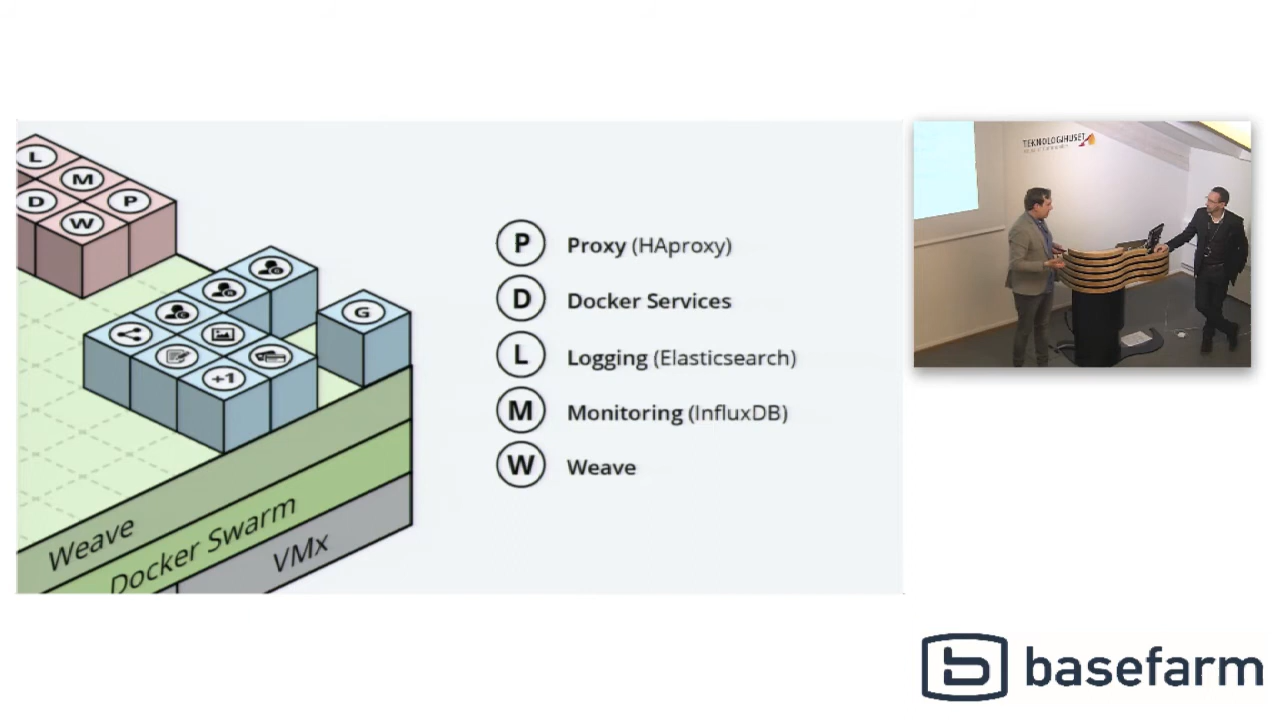 L
M
D
P
W
G
+1
Weave
Docker Swarm
VMx
P Proxy (HAproxy)
D Docker Services
L Logging (Elasticsearch)
M Monitoring (InfluxDB)
W Weave
TEKNOLOGIHUSET
basefarm